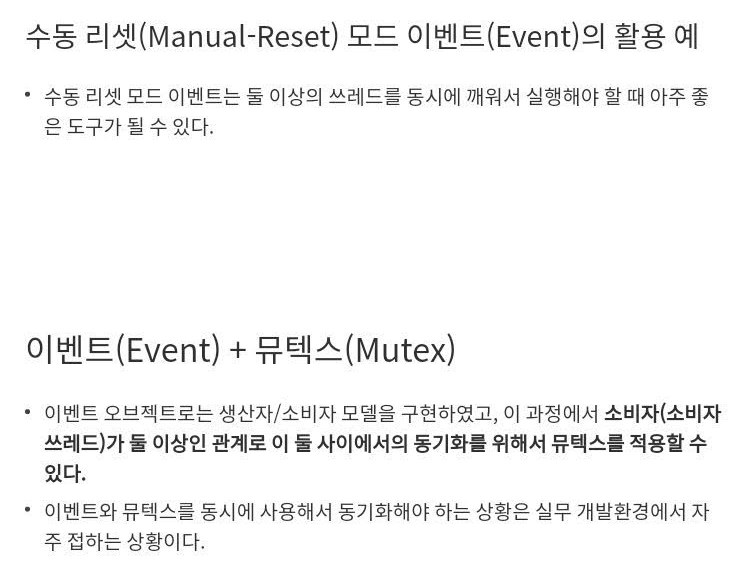 수동 리셋(Manual-Reset) 모드 이벤트(Event)의 활용 예
• 수동 리셋 모드 이벤트는 둘 이상의 쓰레드를 동시에 깨워서 실행해야 할 때 아주 좋
은 도구가 될 수 있다.
이벤트(Event) + 뮤텍스(Mutex)
• 이벤트 오브젝트로는 생산자/소비자 모델을 구현하였고, 이 과정에서 소비자(소비자
쓰레드)가 둘 이상인 관계로 이 둘 사이에서의 동기화를 위해서 뮤텍스를 적용할 수
있다.
• 이벤트와 뮤텍스를 동시에 사용해서 동기화해야 하는 상황은 실무 개발환경에서 자
주 접하는 상황이다.